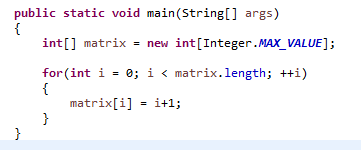 public static void main(String[] args)
{
int[] matrix = new int[Integer.MAX_VALUE];
for(int i = 0; i < matrix.length; ++i)
{
matrix[i] = i+1;
}
}